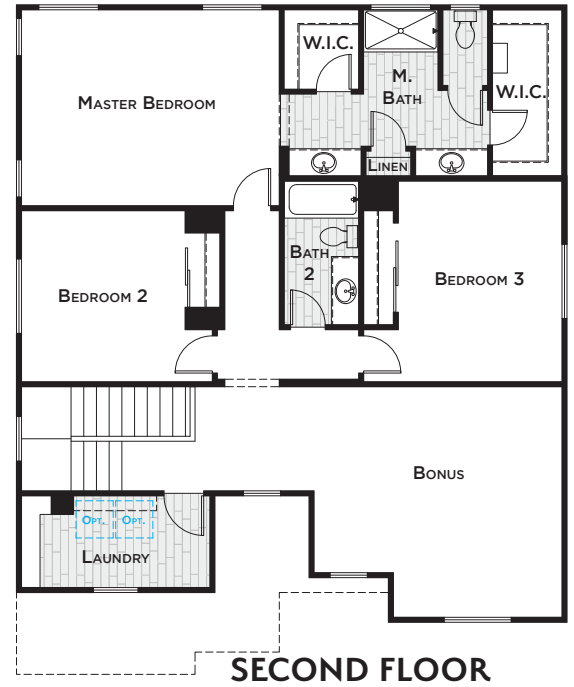 W.I.C.
M.
BATH
W.I.C.
MASTER BEDROOM
LINEN
BATH
2
BEDROOM 2
BEDROOM 3
BONUS
OPT. OPT.
LAUNDRY
SECOND FLOOR